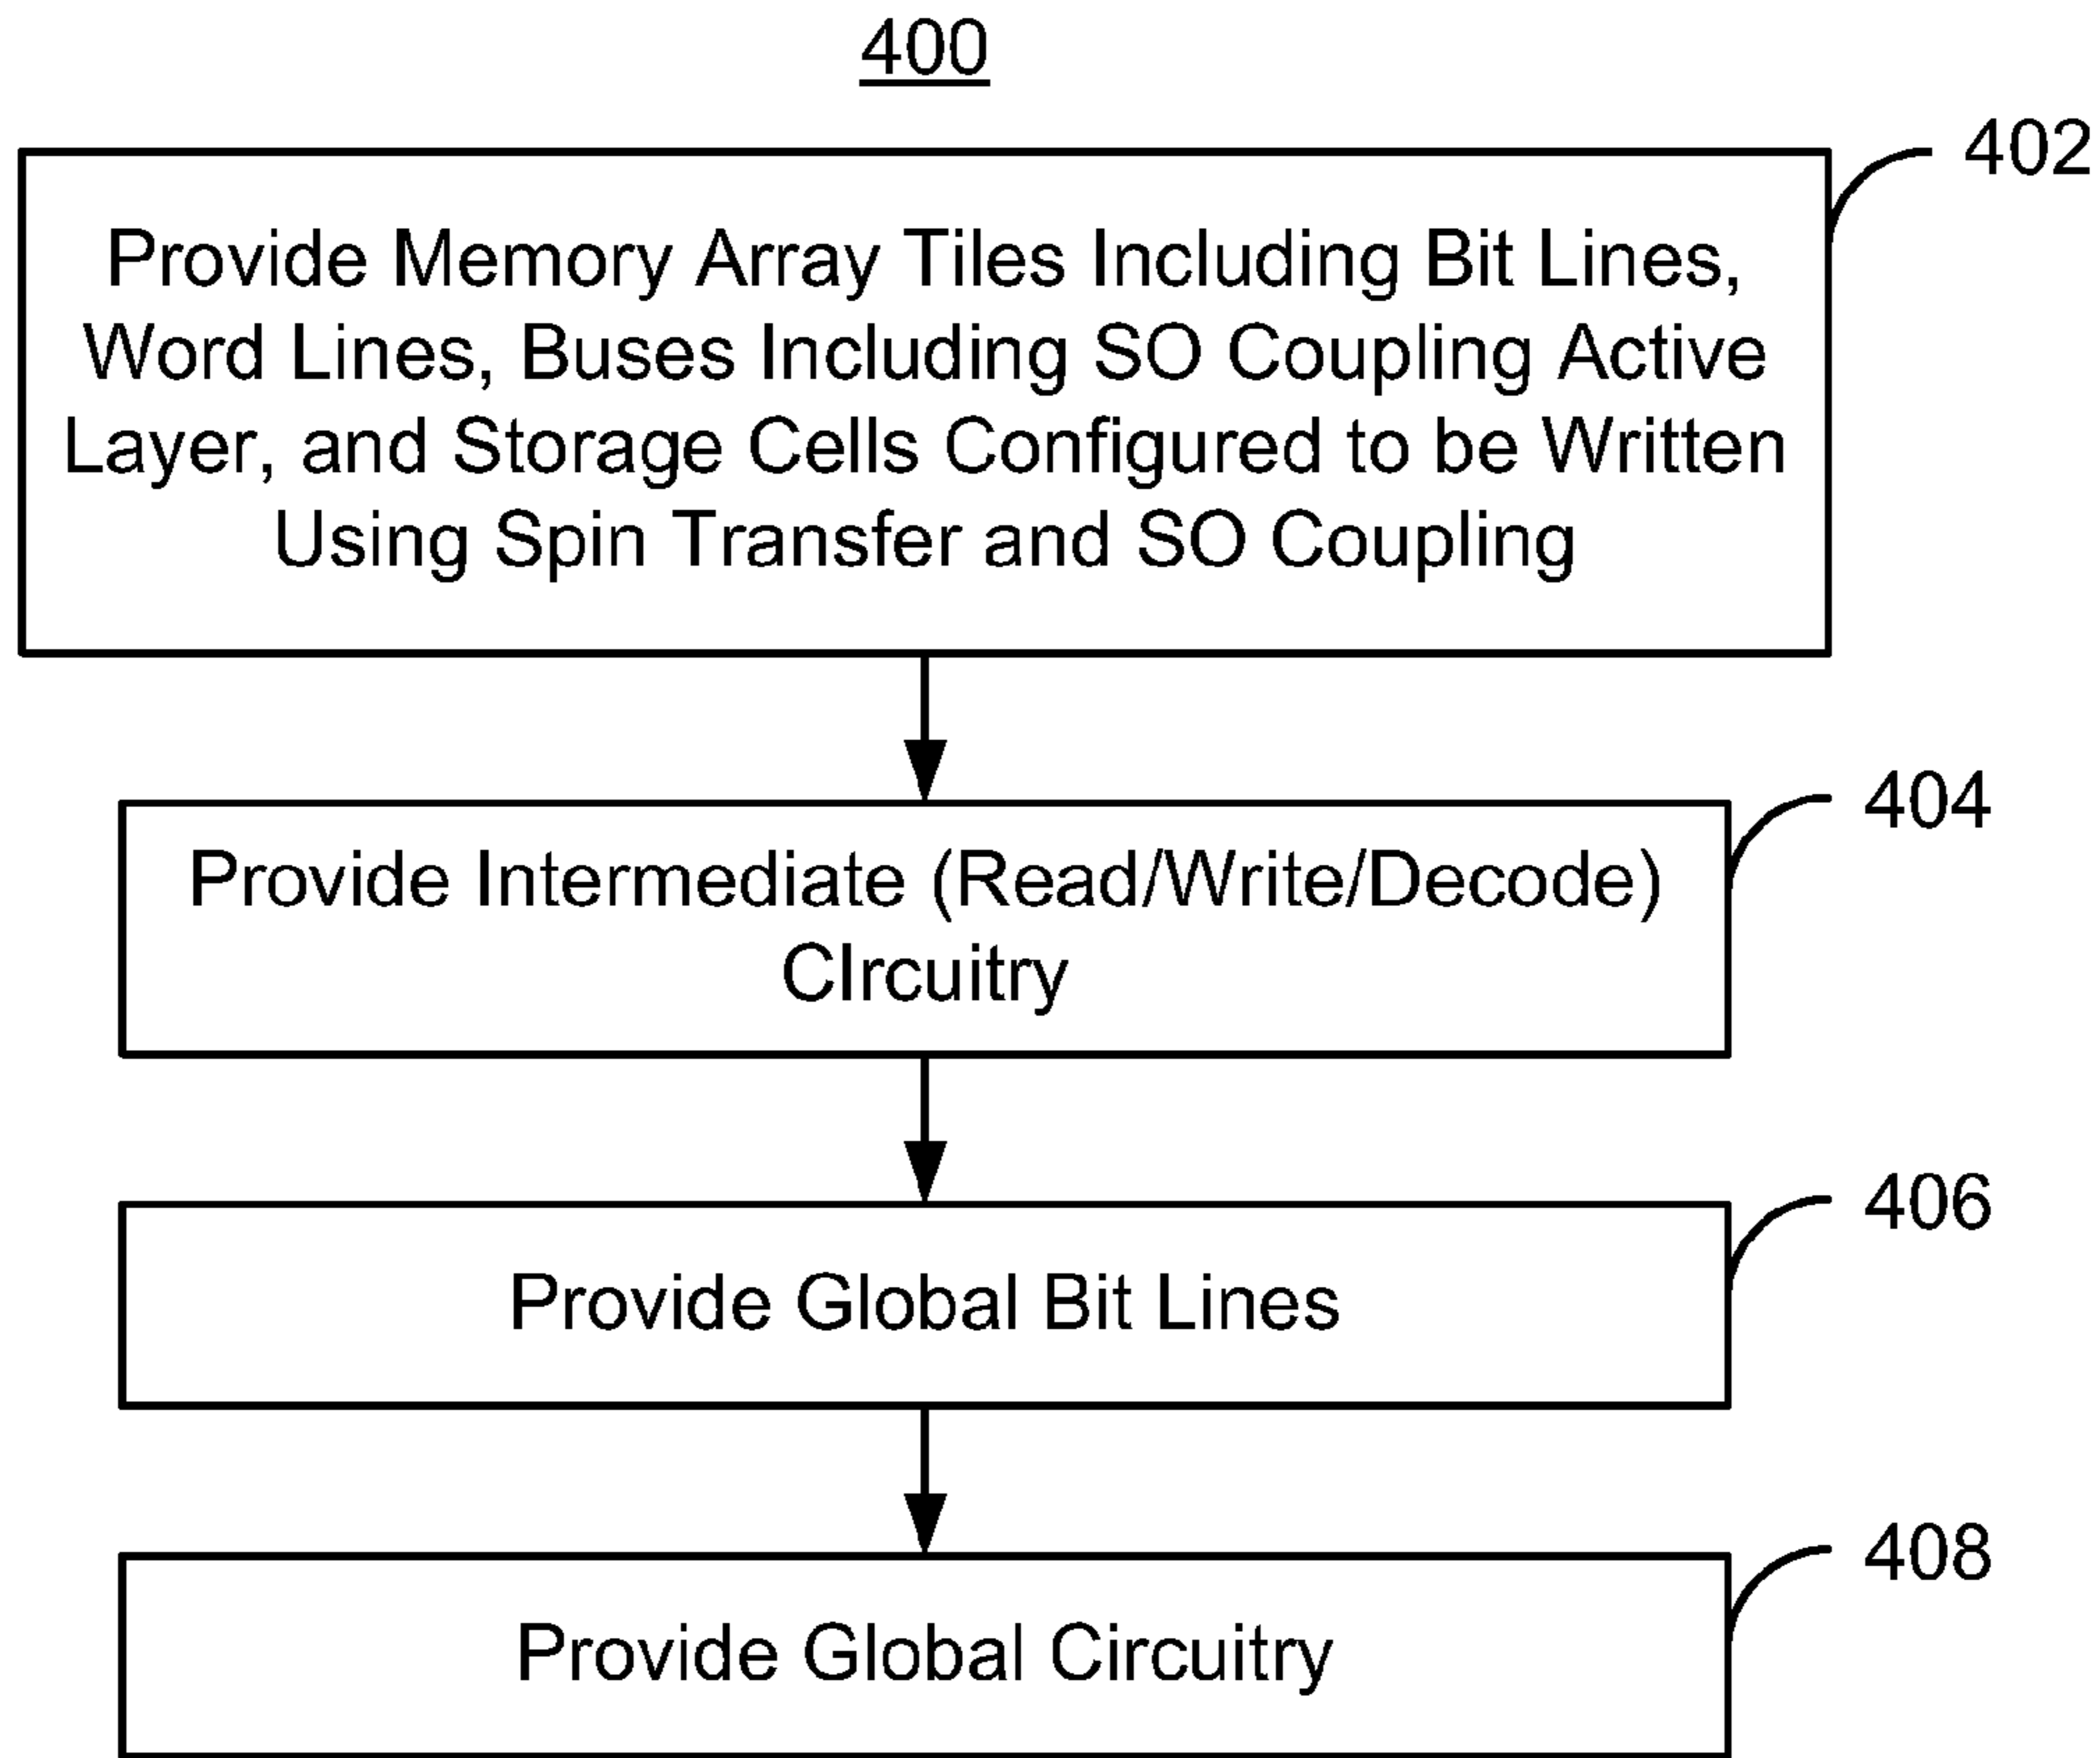 400
402
Provide Memory Array Tiles Including Bit Lines,
Word Lines, Buses Including SO Coupling Active
Layer, and Storage Cells Configured to be Written
Using Spin Transfer and SO Coupling
404
Provide Intermediate (Read/Write/Decode)
CIrcuitry
406
Provide Global Bit Lines
408
Provide Global Circuitry